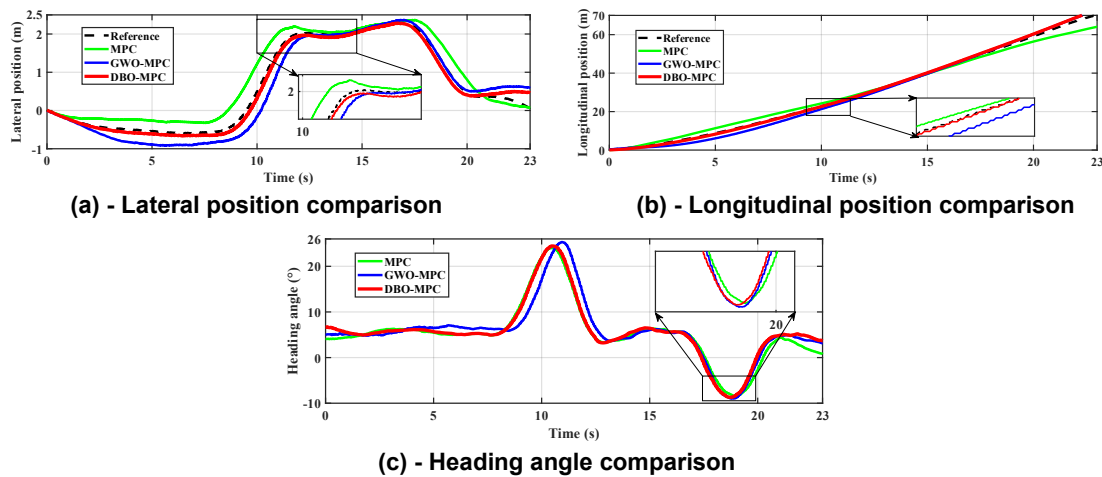 2.5
2
1
0
-1
Lateral position (m)
Reference
MPC
GWO-MPC
DBO-MPC
2
10
0
5
10
15
20
23
Time (s)
(a) - Lateral position comparison
70
60
40
20
0
Longitudinal position (m)
Reference
MPC
GWO-MPC
DBO-MPC
0
5
10
15
20
23
Time (s)
(b) - Longitudinal position comparison
26
20
10
0
-10
Heading angle (°)
MPC
GWO-MPC
DBO-MPC
20
0
5
10
15
20
23
Time (s)
(c) - Heading angle comparison